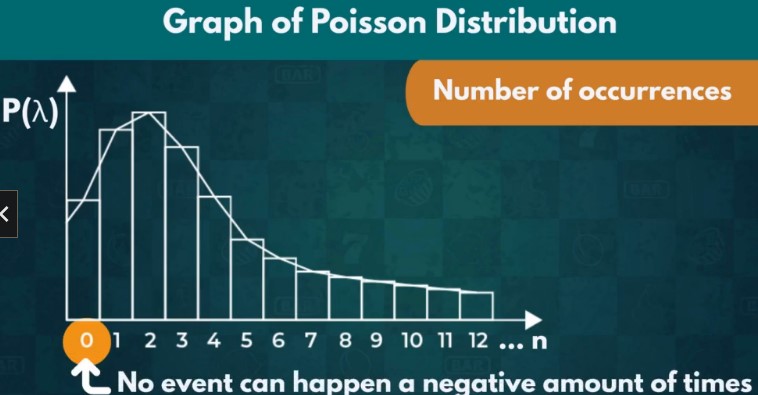 Graph of Poisson Distribution
Number of occurrences
P(λ)
0 1 2 3 4 5 6 7 8 9 10 11 12 ... n
No event can happen a negative amount of times